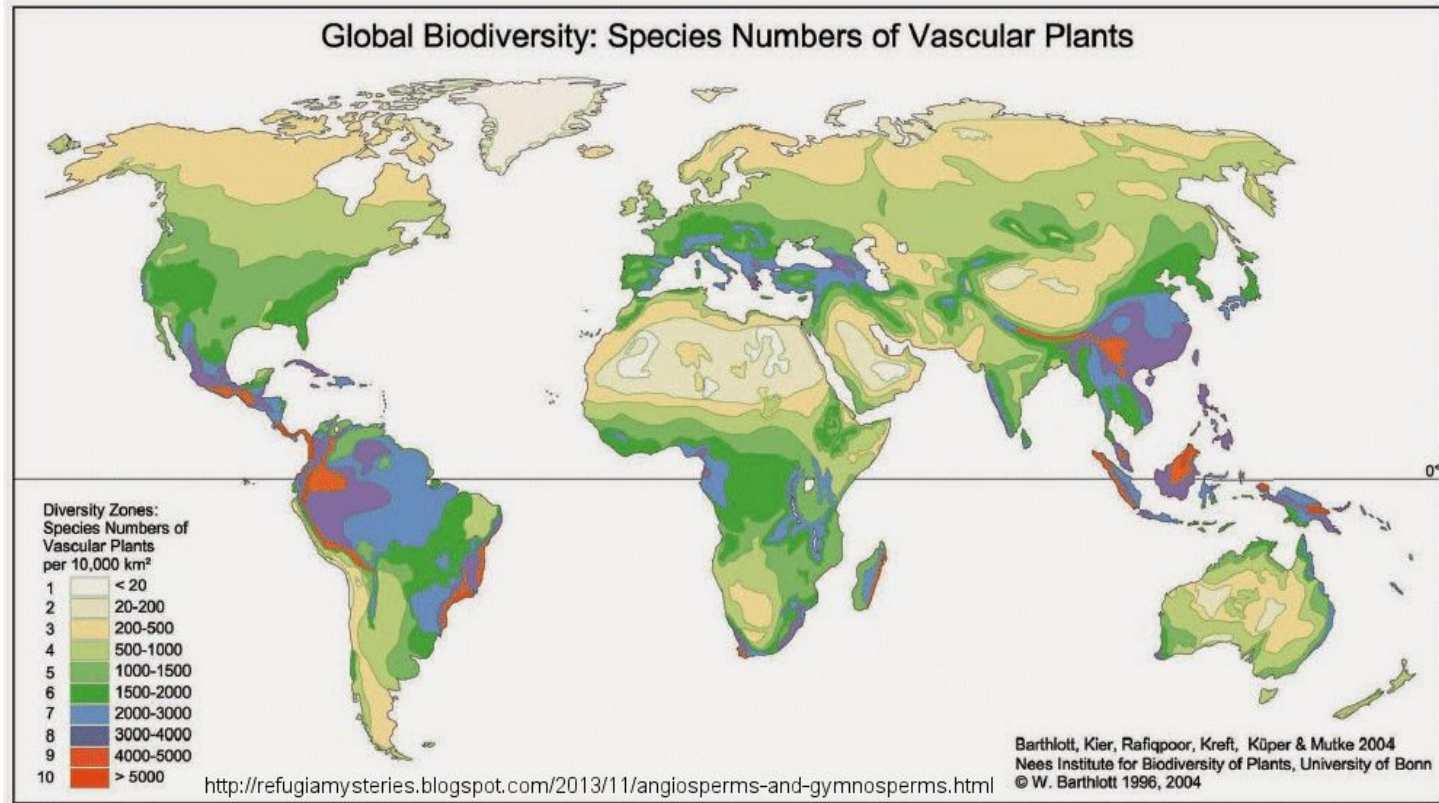 Global Biodiversity: Species Numbers of Vascular Plants
0°
Diversity Zones:
Species Numbers of
Vascular Plants
per 10,000 km²
1 < 20
2 20-200
3 200-500
4 500-1000
5 1000-1500
6 1500-2000
7 2000-3000
8 3000-4000
9 4000-5000
10 > 5000
http://refugiamysteries.blogspot.com/2013/11/angiosperms-and-gymnosperms.html
Barthlott, Kier, Rafiqpoor, Kreft, Küper & Mutke 2004
Nees Institute for Biodiversity of Plants, University of Bonn
© W. Barthlott 1996, 2004